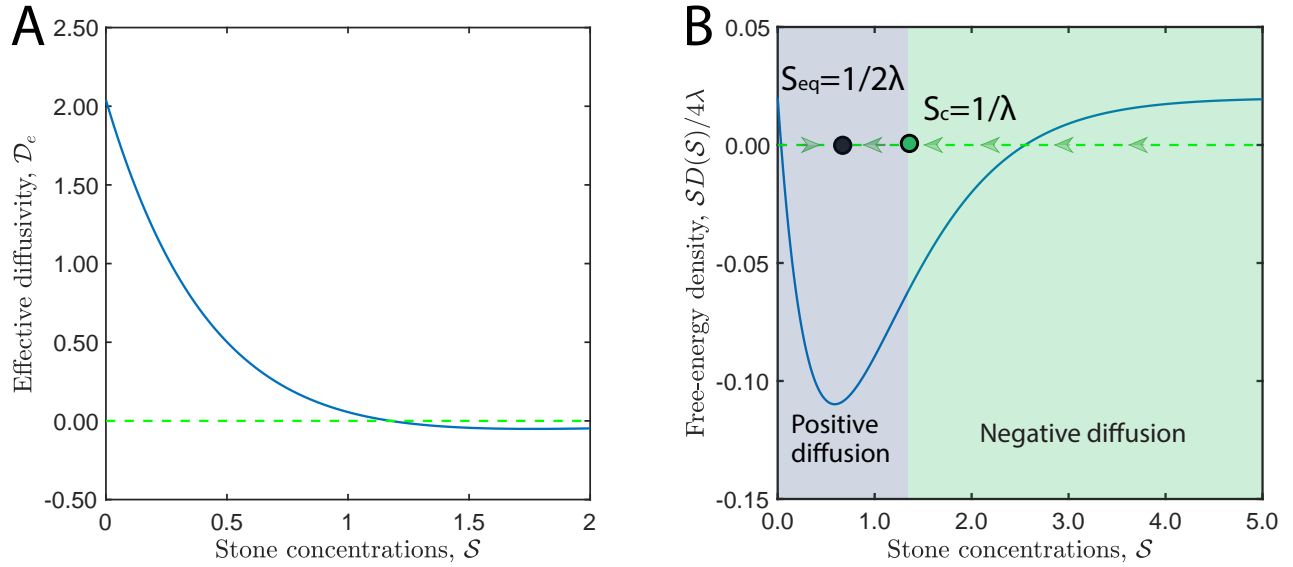 A
2.50
2.00
1.50
1.00
0.50
0.00
-0.50
Effective diffusivity, 𝒟ₑ
0
0.5
1
1.5
2
Stone concentrations, 𝒮
B
0.05
0.00
-0.05
-0.10
-0.15
Free-energy density, 𝒮D(𝒮)/4λ
Seq=1/2λ
Sc=1/λ
Positive
diffusion
Negative diffusion
0.0
1.0
2.0
3.0
4.0
5.0
Stone concentrations, 𝒮